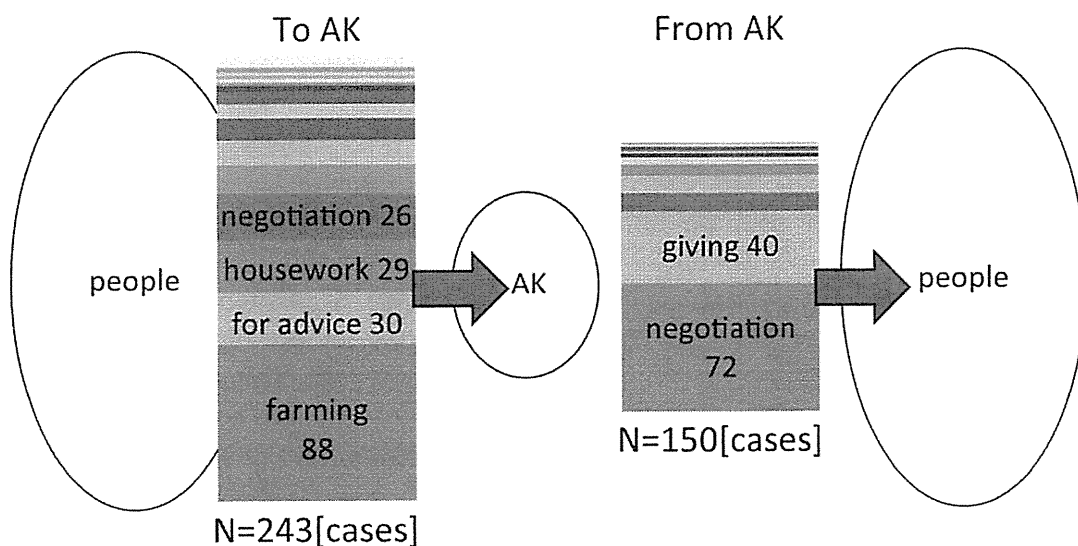 To AK
From AK
people
negotiation 26
housework 29
for advice 30
farming
88
N=243[cases]
AK
giving 40
negotiation
72
N=150[cases]
people